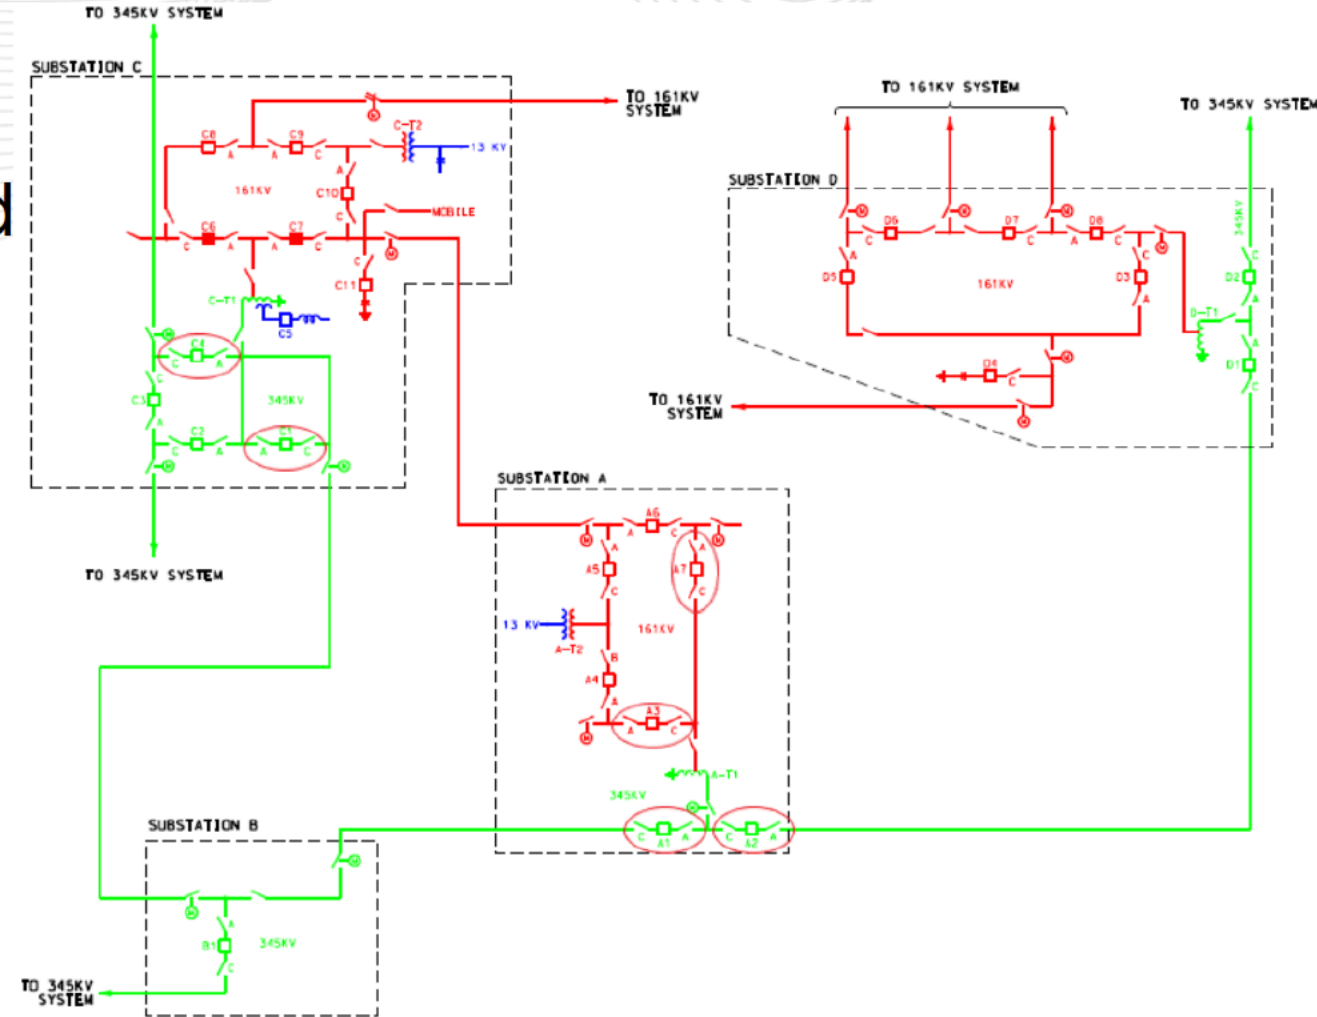 TO 345KV SYSTEM
SUBSTATION C
TO 161KV
SYSTEM
C-T2
C8
A
A
C9
C
13 KV
A
161KV
C10
C
MOBILE
C6
C7
C
A
A
C
M
C
C11
C-T1
C5
M
C4
C
A
C
C3
345KV
A
C2
C1
C
A
A
C
M
M
TO 345KV SYSTEM
d
TO 161KV SYSTEM
TO 345KV SYSTEM
SUBSTATION D
345KV
M
M
M
D6
D7
D8
C
C
A
C
M
A
C
C
D5
D3
D2
161KV
A
A
D-T1
A
D1
M
D4
C
C
TO 161KV
SYSTEM
M
SUBSTATION A
A6
M
A
C
M
A
A
A5
A7
C
C
13 KV
161KV
A-T2
B
A4
A
A3
M
A
C
A-T1
345KV
M
C
A
C
A
A1
A2
SUBSTATION B
M
M
A
B1
345KV
C
TO 345KV
SYSTEM